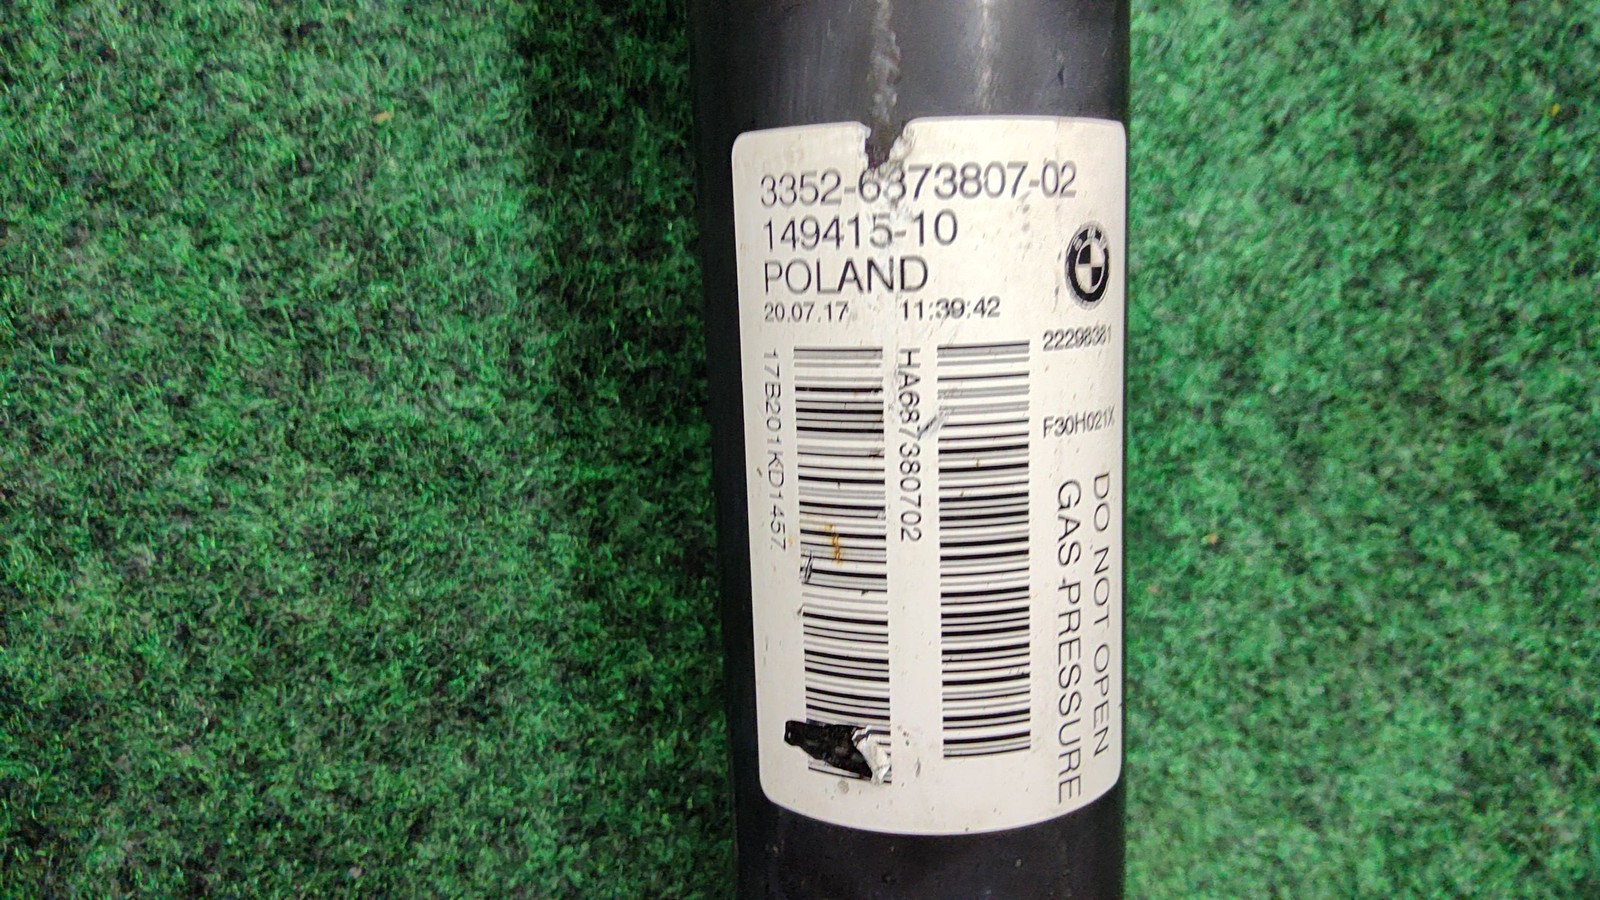 3352-6873807-02
149415-10
POLAND
20.07.17 11:39:42
BMW
22298381
F30H021X
17B201KD1457
HA687380702
DO NOT OPEN
GAS PRESSURE